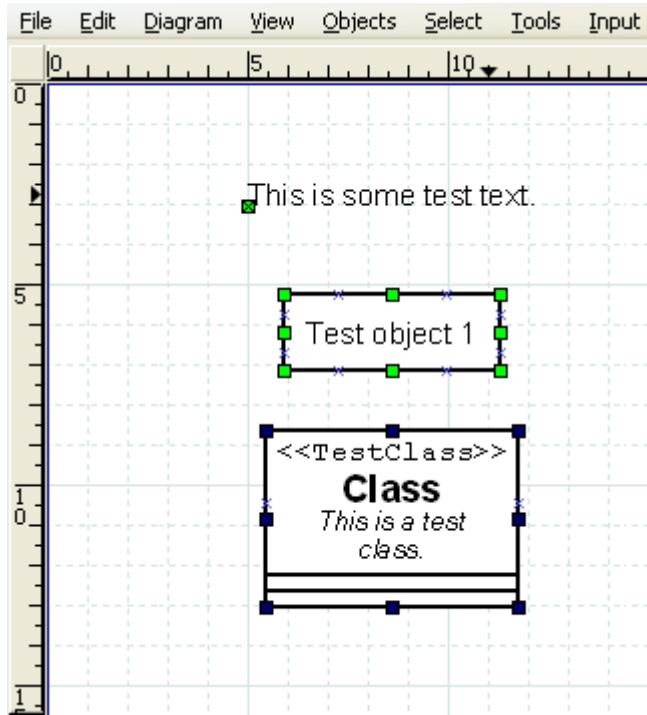 File Edit Diagram View Objects Select Tools Input
0 5 10
0
This is some test text.
5
Test object 1
<<TestClass>>
Class
1
0
This is a test
class.
1